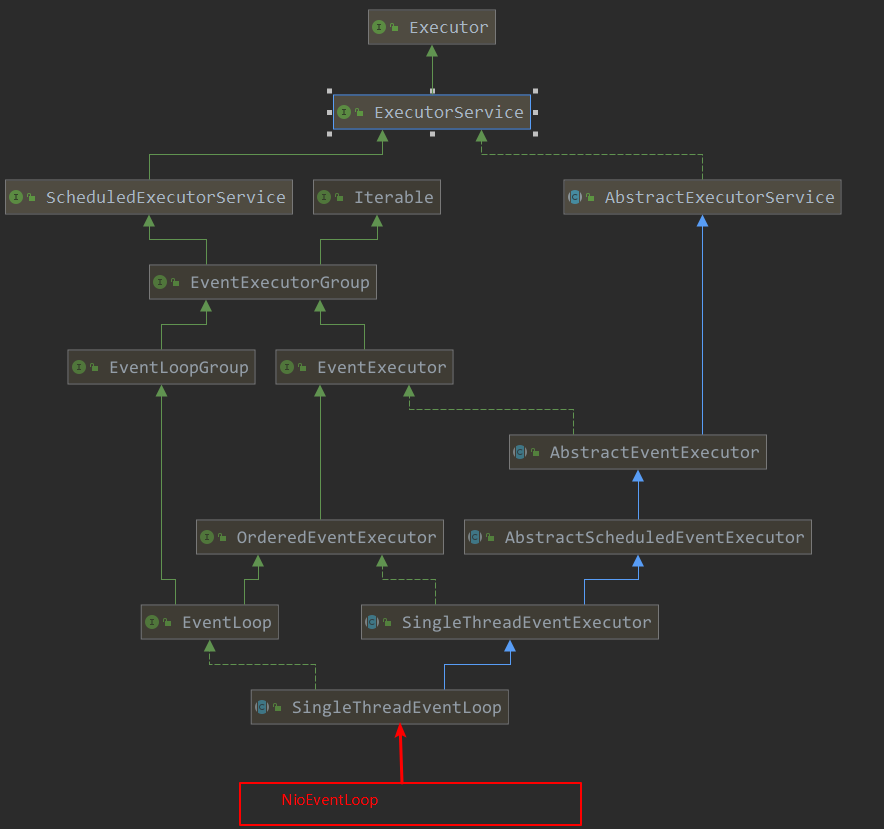 Executor
ExecutorService
ScheduledExecutorService
Iterable
AbstractExecutorService
EventExecutorGroup
EventLoopGroup
EventExecutor
AbstractEventExecutor
OrderedEventExecutor
AbstractScheduledEventExecutor
EventLoop
SingleThreadEventExecutor
SingleThreadEventLoop
NioEventLoop